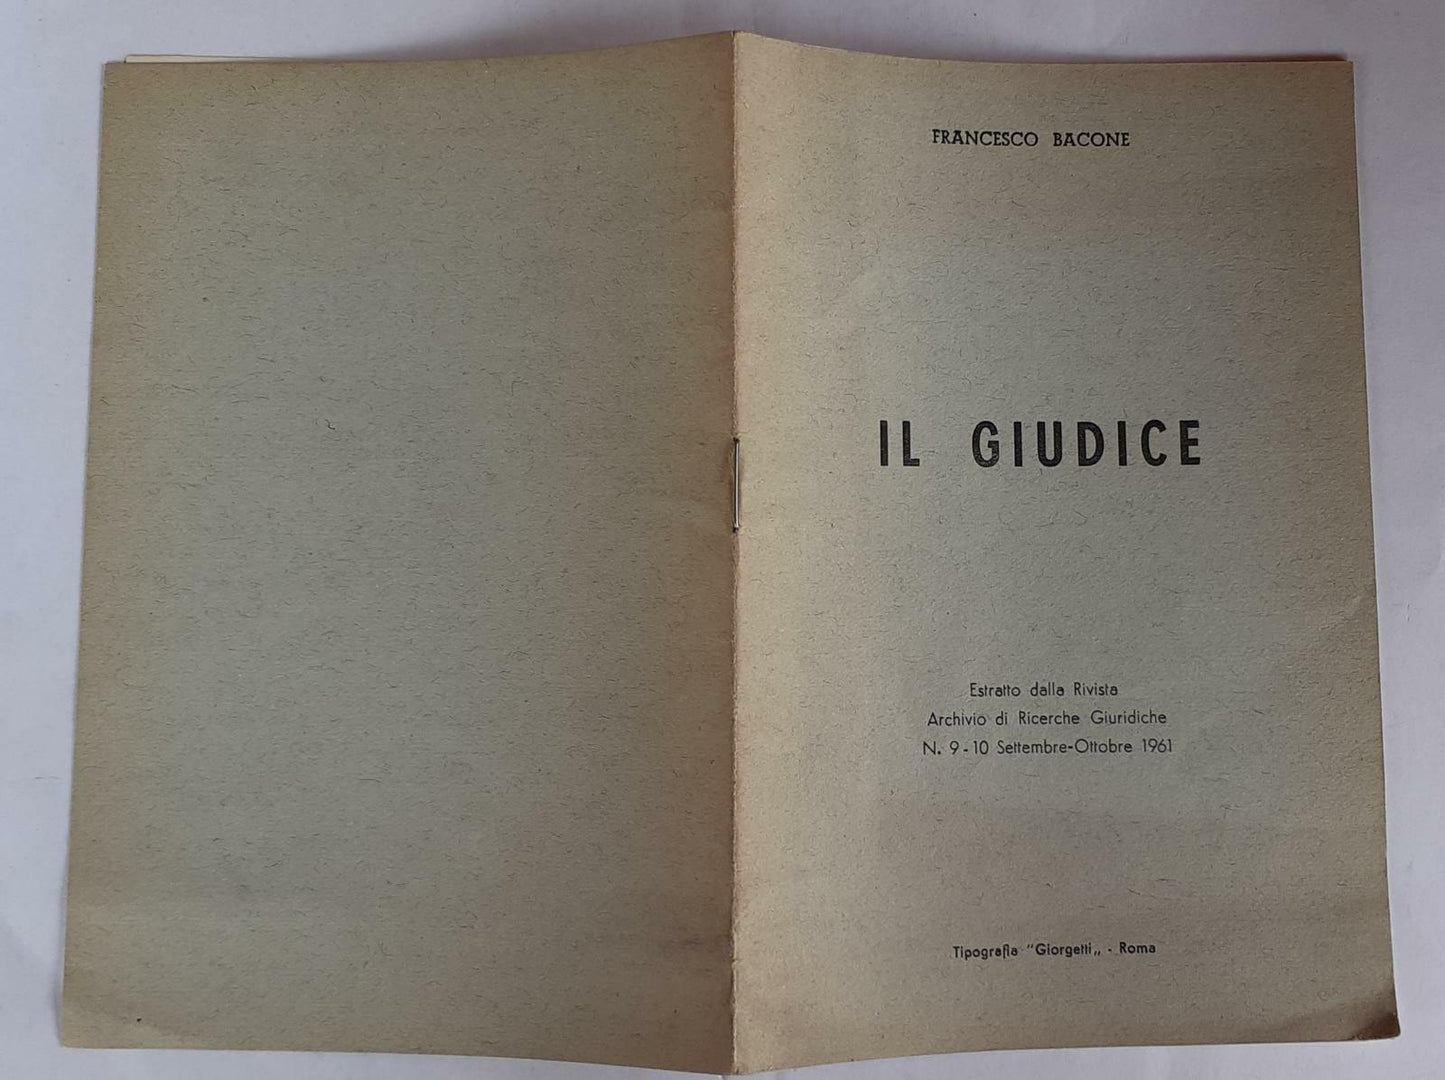 FRANCESCO BACONE
IL GIUDICE
Estratto dalla Rivista
Archivio di Ricerche Giuridiche
N. 9-10 Settembre-Ottobre 1961
Tipografia "Giorgetti„ - Roma